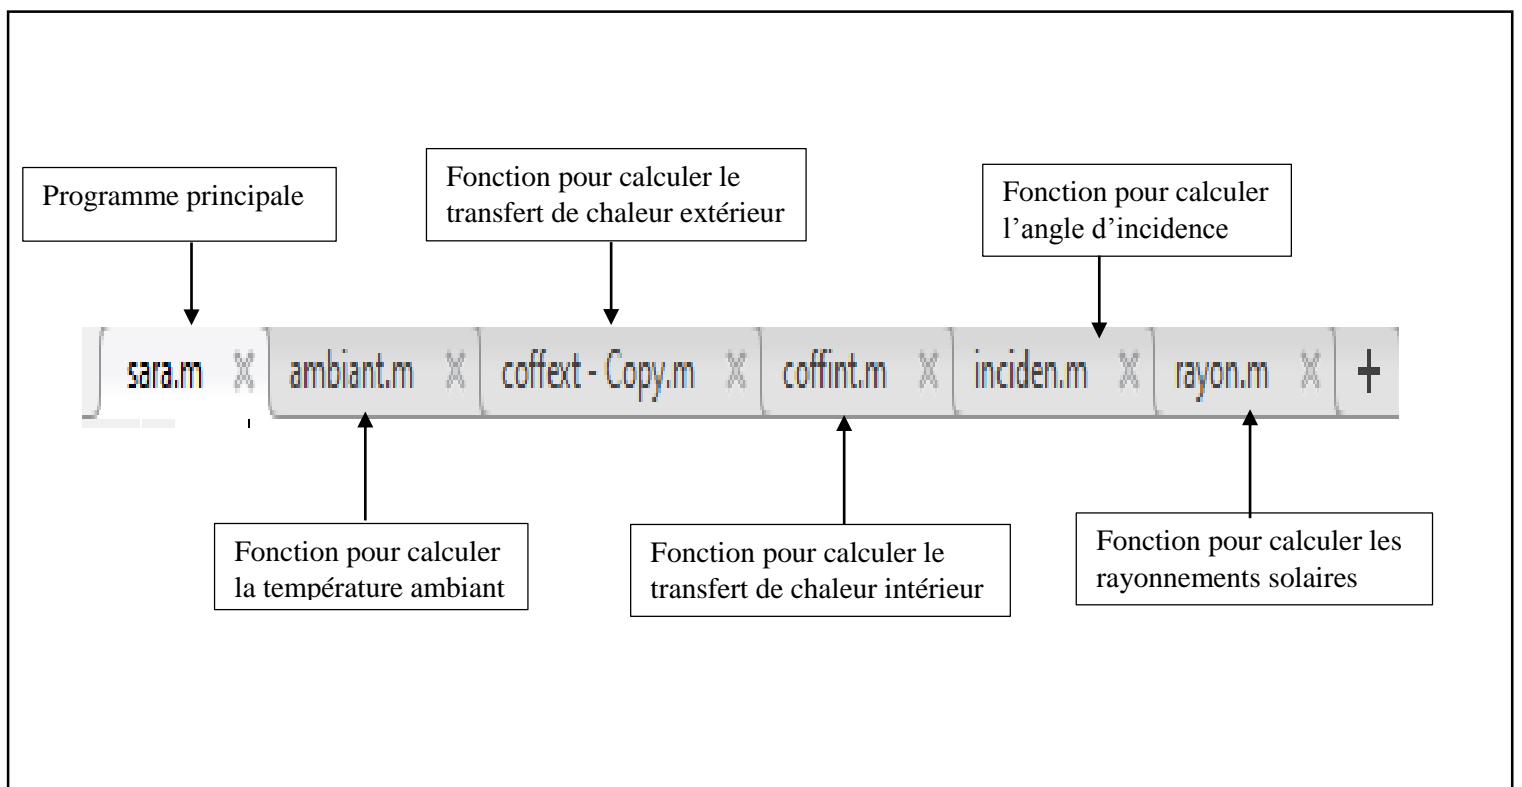 Programme principale
Fonction pour calculer le
transfert de chaleur extérieur
Fonction pour calculer
l’angle d’incidence
sara.m X ambiant.m X coffext - Copy.m X coffint.m X inciden.m X rayon.m X +
Fonction pour calculer
la température ambiant
Fonction pour calculer le
transfert de chaleur intérieur
Fonction pour calculer les
rayonnements solaires